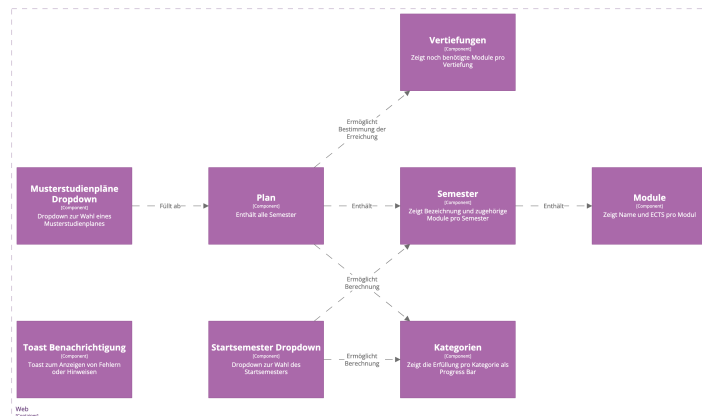 Vertiefungen
[Component]
Zeigt noch benötigte Module pro
Vertiefung
Ermöglicht
Bestimmung der
Erreichung
Musterstudienpläne
Dropdown
[Component]
Dropdown zur Wahl eines
Musterstudienplanes
Füllt ab
Plan
[Component]
Enthält alle Semester
Enthält
Semester
[Component]
Zeigt Bezeichnung und zugehörige
Module pro Semester
Enthält
Module
[Component]
Zeigt Name und ECTS pro Modul
Ermöglicht
Berechnung
Toast Benachrichtigung
[Component]
Toast zum Anzeigen von Fehlern
oder Hinweisen
Startsemester Dropdown
[Component]
Dropdown zur Wahl des
Startsemesters
Ermöglicht
Berechnung
Kategorien
[Component]
Zeigt die Erfüllung pro Kategorie als
Progress Bar
Web
[Container]